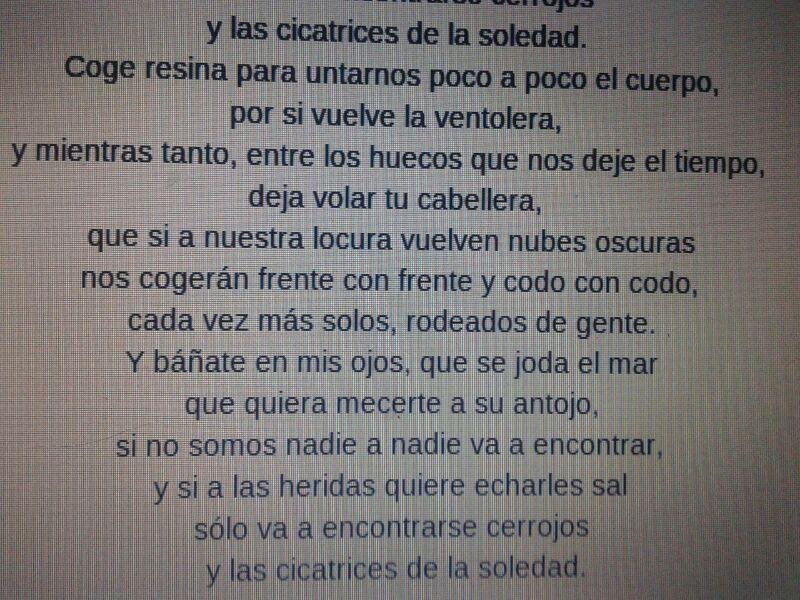 cerrojos
y las cicatrices de la soledad.
Coge resina para untarnos poco a poco el cuerpo,
por si vuelve la ventolera,
y mientras tanto, entre los huecos que nos deje el tiempo,
deja volar tu cabellera,
que si a nuestra locura vuelven nubes oscuras
nos cogerán frente con frente y codo con codo,
cada vez más solos, rodeados de gente.
Y báñate en mis ojos, que se joda el mar
que quiera mecerte a su antojo,
si no somos nadie a nadie va a encontrar,
y si a las heridas quiere echarles sal
sólo va a encontrarse cerrojos
y las cicatrices de la soledad.